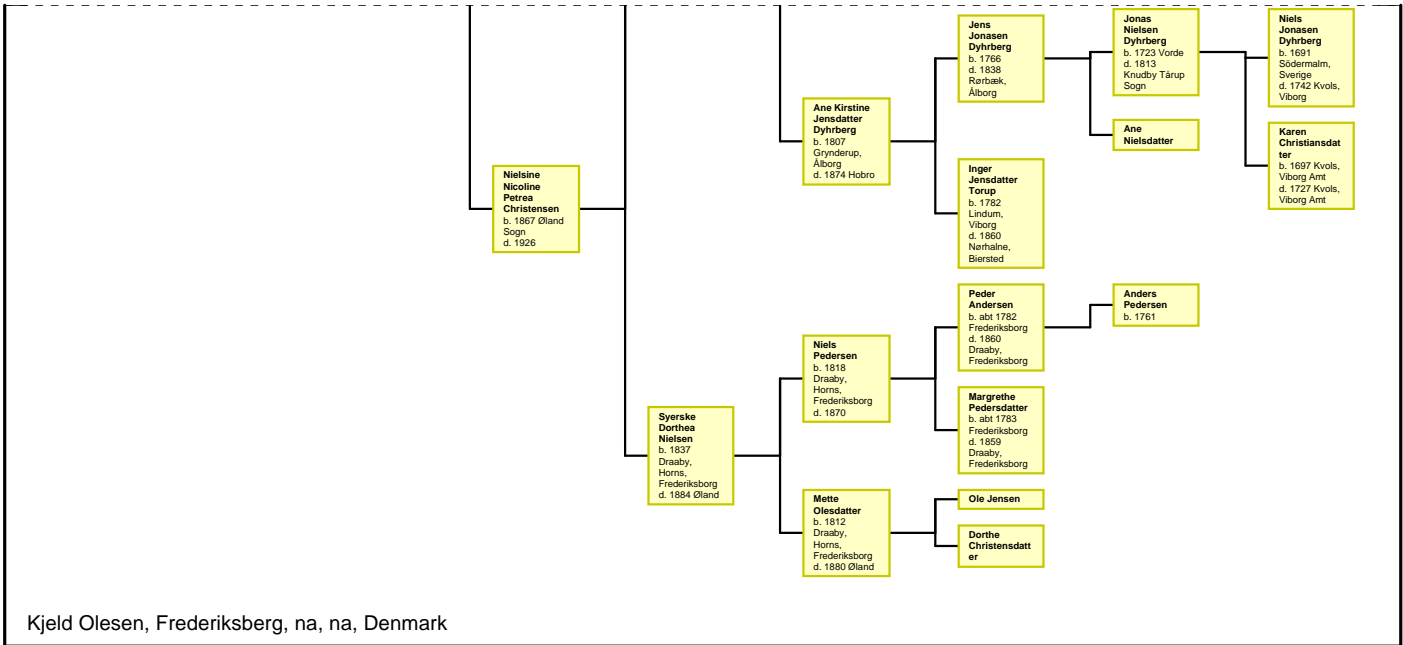 Jens
Jonasen
Dyhrberg
b. 1766
d. 1838
Rørbæk,
Ålborg
Jonas
Nielsen
Dyhrberg
b. 1723 Vorde
d. 1813
Knudby Tårup
Sogn
Niels
Jonasen
Dyhrberg
b. 1691
Södermalm,
Sverige
d. 1742 Kvols,
Viborg
Ane Kirstine
Jensdatter
Dyhrberg
b. 1807
Grynderup,
Ålborg
d. 1874 Hobro
Ane
Nielsdatter
Karen
Christiansdat
ter
b. 1697 Kvols,
Viborg Amt
d. 1727 Kvols,
Viborg Amt
Nielsine
Nicoline
Petrea
Christensen
b. 1867 Øland
Sogn
d. 1926
Inger
Jensdatter
Torup
b. 1782
Lindum,
Viborg
d. 1860
Nørhalne,
Biersted
Peder
Andersen
b. abt 1782
Frederiksborg
d. 1860
Draaby,
Frederiksborg
Anders
Pedersen
b. 1761
Niels
Pedersen
b. 1818
Draaby,
Horns,
Frederiksborg
d. 1870
Margrethe
Pedersdatter
b. abt 1783
Frederiksborg
d. 1859
Draaby,
Frederiksborg
Syerske
Dorthea
Nielsen
b. 1837
Draaby,
Horns,
Frederiksborg
d. 1884 Øland
Mette
Olesdatter
b. 1812
Draaby,
Horns,
Frederiksborg
d. 1880 Øland
Ole Jensen
Dorthe
Christensdatt
er
Kjeld Olesen, Frederiksberg, na, na, Denmark